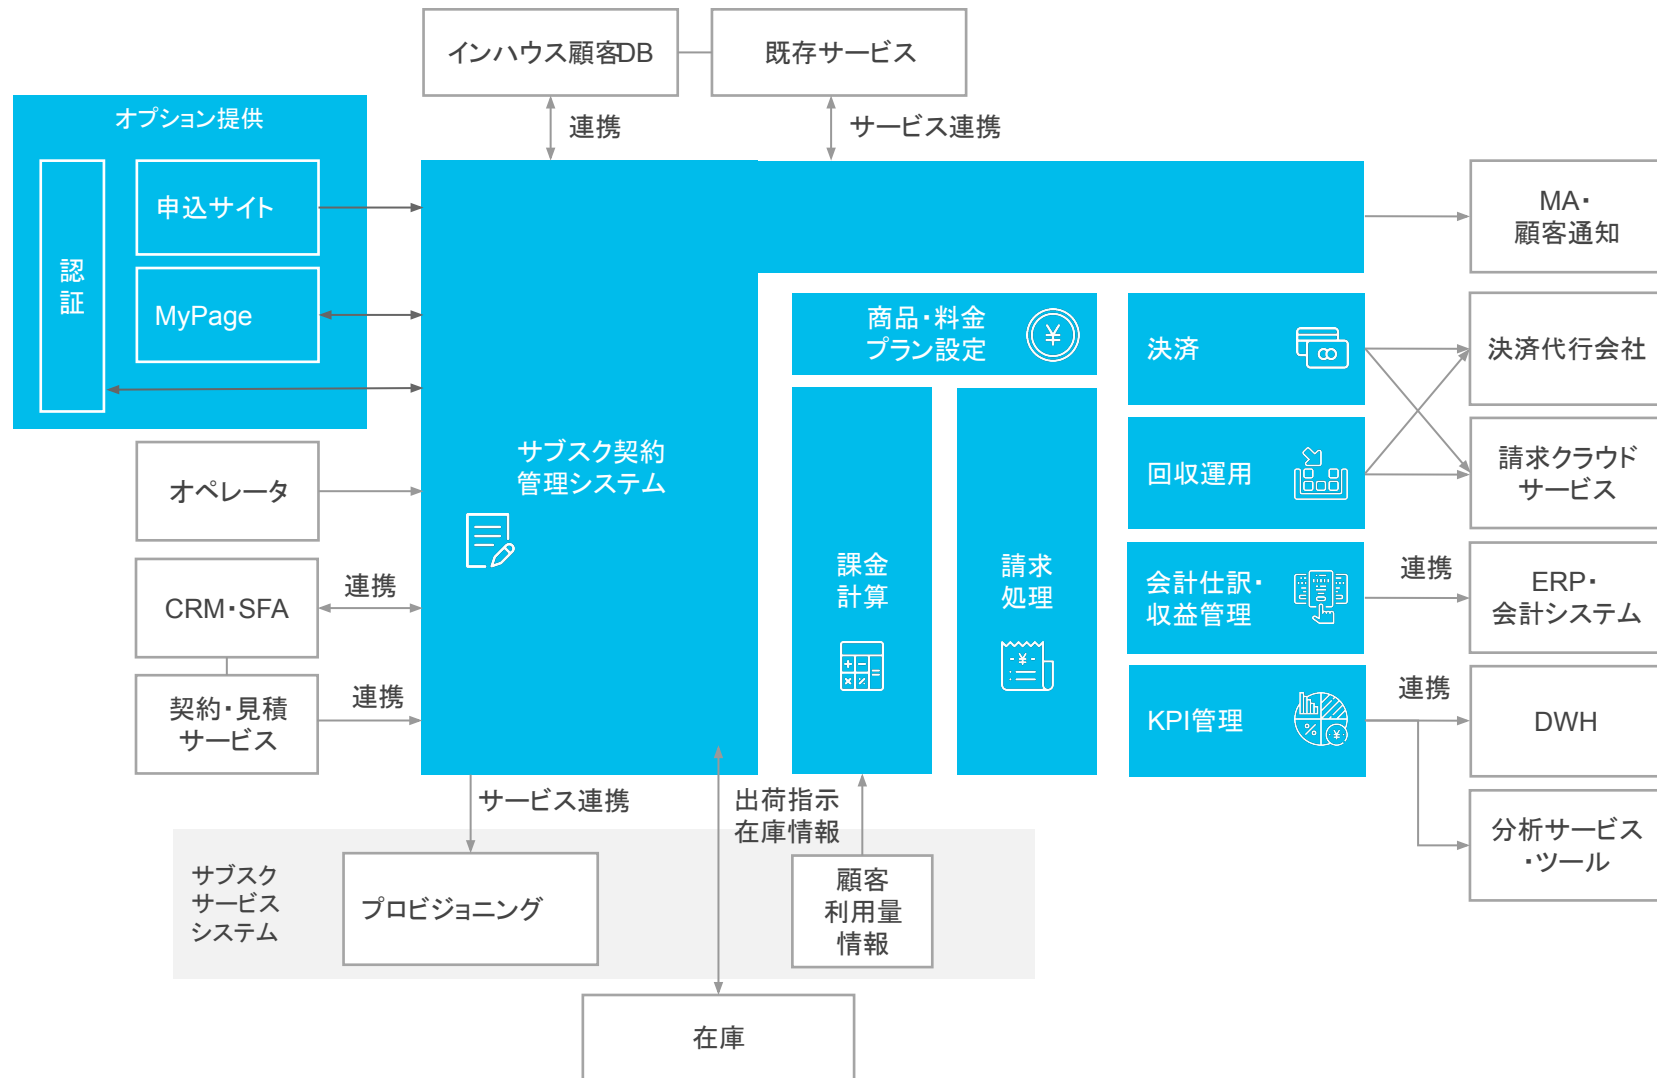 インハウス顧客DB
既存サービス
連携
サービス連携
オプション提供
認
証
申込サイト
MyPage
MA・
顧客通知
商品・料金
プラン設定
¥
決済
決済代行会社
サブスク契約
管理システム
オペレータ
回収運用
請求クラウド
サービス
CRM・SFA
連携
課金
計算
請求
処理
会計仕訳・
収益管理
連携
ERP・
会計システム
契約・見積
サービス
連携
KPI管理
連携
DWH
サービス連携
出荷指示
在庫情報
分析サービス
・ツール
サブスク
サービス
システム
プロビジョニング
顧客
利用量
情報
在庫